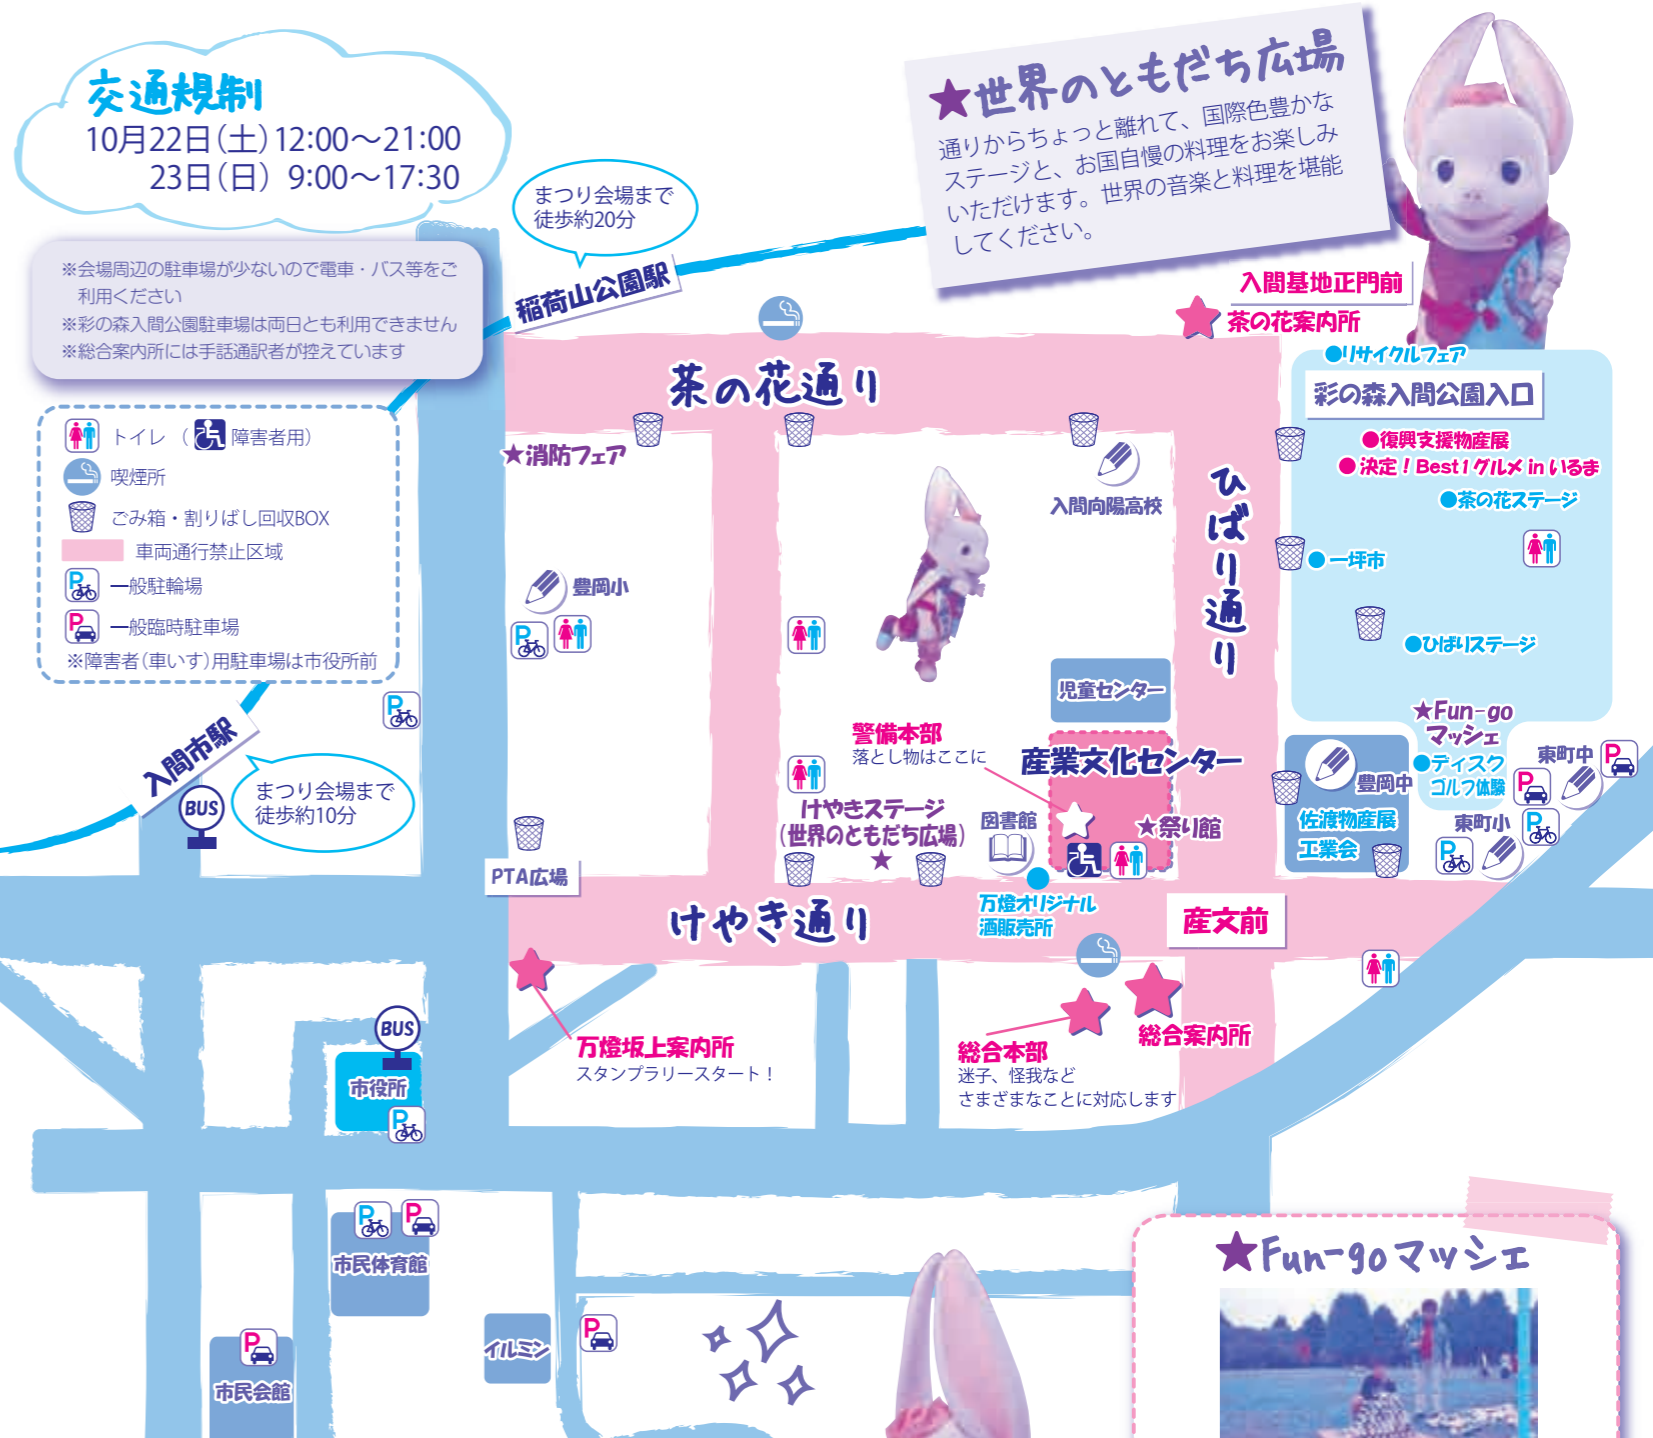 交通規制
10月22日(土)12:00〜21:00
23日(日) 9:00〜17:30
※会場周辺の駐車場が少ないので電車・バス等をご
利用ください
※彩の森入間公園駐車場は両日とも利用できません
※総合案内所には手話通訳者が控えています
トイレ (障害者用)
喫煙所
ごみ箱・割りばし回収BOX
車両通行禁止区域
P 一般駐輪場
P 一般臨時駐車場
※障害者(車いす)用駐車場は市役所前
まつり会場まで
徒歩約20分
稲荷山公園駅
★世界のともだち広場
通りからちょっと離れて、国際色豊かな
ステージと、お国自慢の料理をお楽しみ
いただけます。世界の音楽と料理を堪能
してください。
入間基地正門前
茶の花案内所
●リサイクルフェア
彩の森入間公園入口
●復興支援物産展
●決定!Best1グルメinいるま
●茶の花ステージ
●一坪市
●ひばりステージ
★Fun-go
マッシェ
●ディスク
ゴルフ体験
東町中
P
P
東町小
P
P
豊岡中
佐渡物産展
工業会
茶の花通り
★消防フェア
入間向陽高校
ひばり通り
豊岡小
P
児童センター
警備本部
落とし物はここに
産業文化センター
★祭り館
図書館
けやきステージ
(世界のともだち広場)
★
万燈オリジナル
酒販売所
産文前
けやき通り
PTA広場
P
入間市駅
BUS
まつり会場まで
徒歩約10分
万燈坂上案内所
スタンプラリースタート!
総合本部
迷子、怪我など
さまざまなことに対応します
総合案内所
BUS
市役所
P
P
P
市民体育館
P
市民会館
イルミン
P
★Fun-goマッシェ